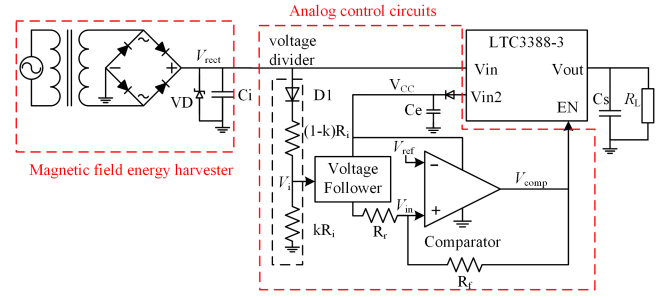 Analog control circuits
LTC3388-3
Vin
Vout
Vin2
EN
voltage
divider
Vrect
VD
Ci
D1
VCC
Ce
Cs
RL
(1-k)Ri
Vi
Voltage
Follower
Vref
−
Vin
+
Vcomp
Comparator
kRi
Rr
Rf
Magnetic field energy harvester
~
~
+